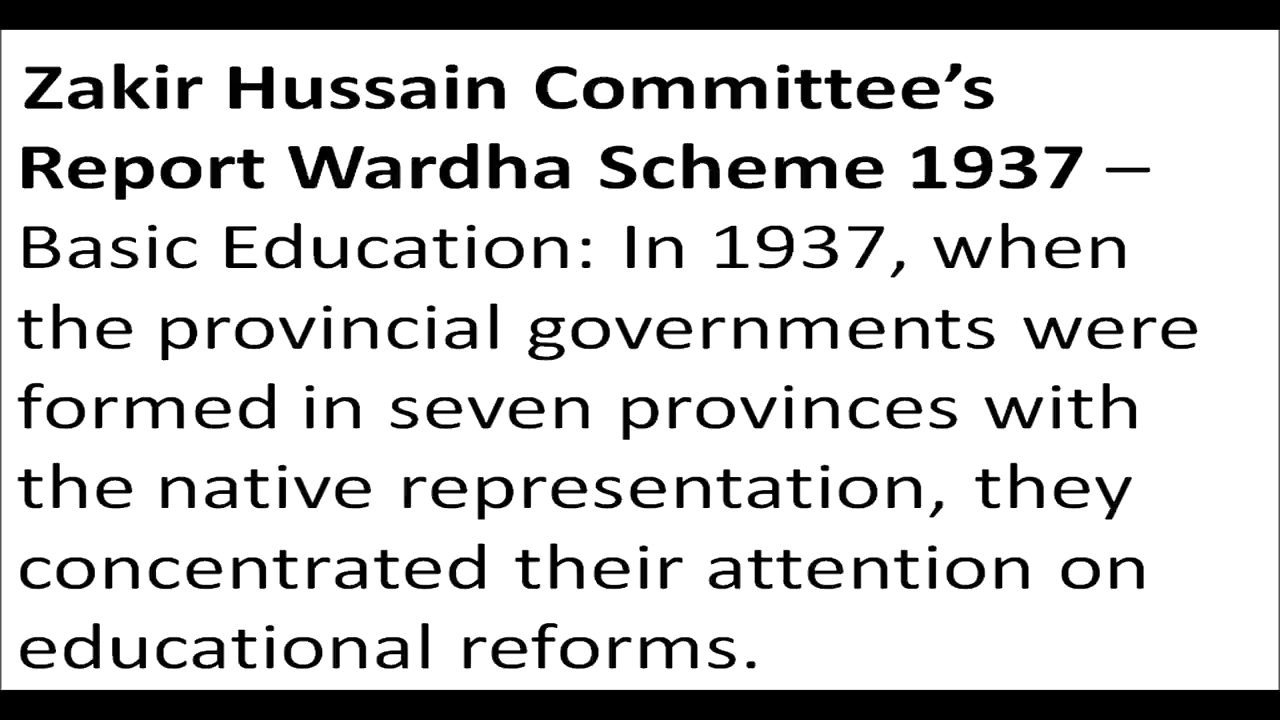 Zakir Hussain Committee’s
Report Wardha Scheme 1937 –
Basic Education: In 1937, when
the provincial governments were
formed in seven provinces with
the native representation, they
concentrated their attention on
educational reforms.